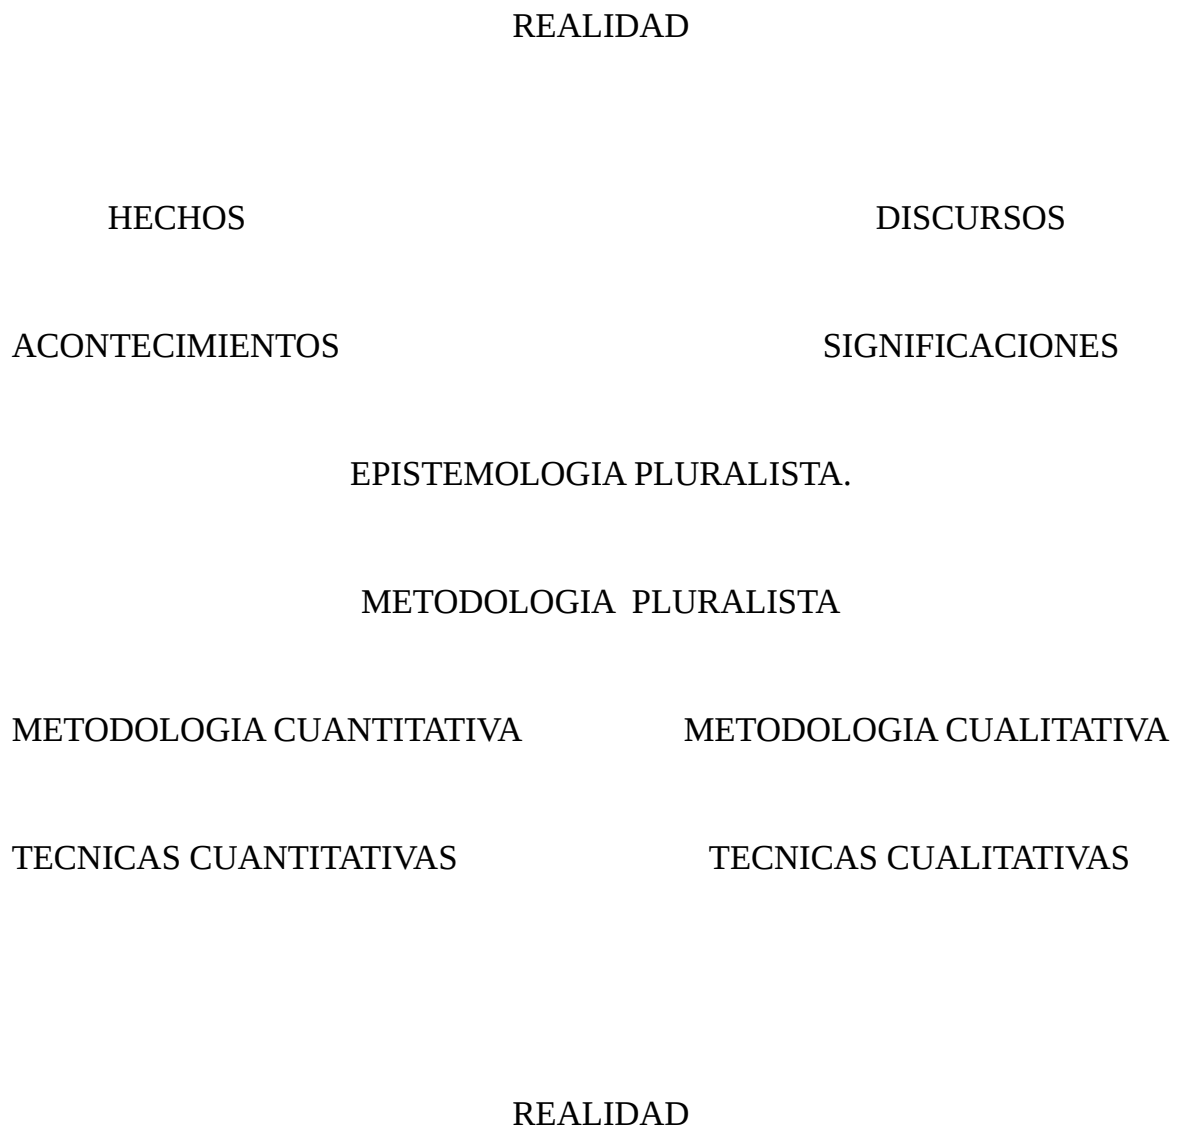 REALIDAD
HECHOS DISCURSOS
ACONTECIMIENTOS SIGNIFICACIONES
EPISTEMOLOGIA PLURALISTA.
METODOLOGIA PLURALISTA
METODOLOGIA CUANTITATIVA METODOLOGIA CUALITATIVA
TECNICAS CUANTITATIVAS TECNICAS CUALITATIVAS
REALIDAD